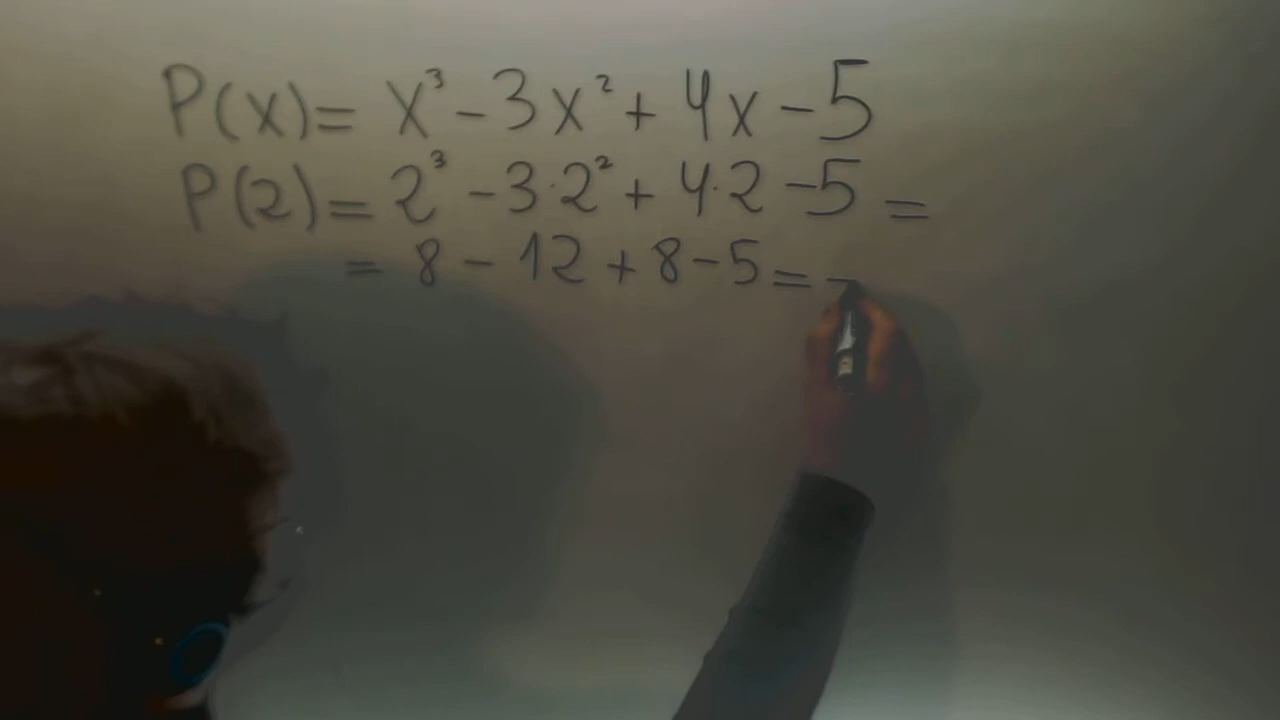 P(x)= x³ - 3x² + 4x - 5
P(2) = 2³ - 3·2² + 4·2 - 5 =
= 8 - 12 + 8 - 5 = -